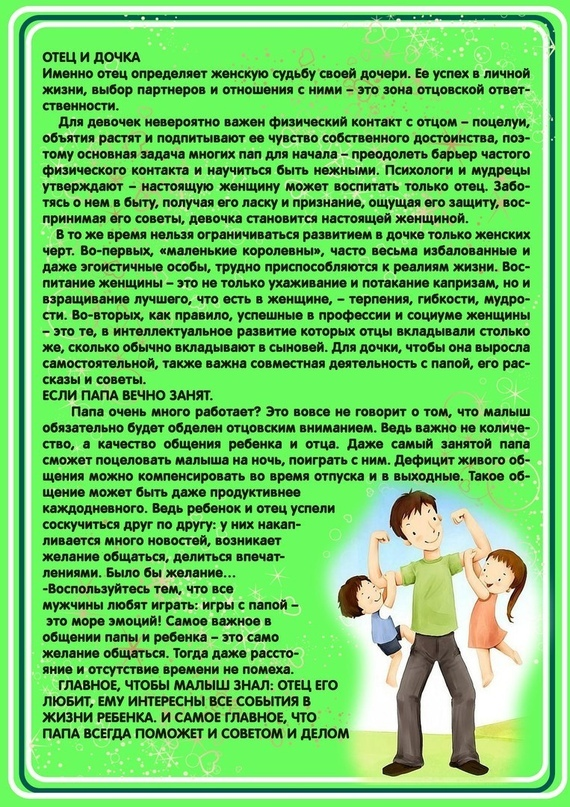 ОТЕЦ И ДОЧКА
Именно отец определяет женскую судьбу своей дочери. Ее успех в личной
жизни, выбор партнеров и отношения с ними – это зона отцовской ответ-
ственности.
Для девочек невероятно важен физический контакт с отцом – поцелуи,
объятия растят и подпитывают ее чувство собственного достоинства, поэ-
тому основная задача многих пап для начала – преодолеть барьер частого
физического контакта и научиться быть нежными. Психологи и мудрецы
утверждают – настоящую женщину может воспитать только отец. Забо-
тясь о нем в быту, получая его ласку и признание, ощущая его защиту, вос-
принимая его советы, девочка становится настоящей женщиной.
В то же время нельзя ограничиваться развитием в дочке только женских
черт. Во-первых, «маленькие королевны», часто весьма избалованные и
даже эгоистичные особы, трудно приспособляются к реалиям жизни. Вос-
питание женщины – это не только ухаживание и потакание капризам, но и
взращивание лучшего, что есть в женщине, – терпения, гибкости, мудро-
сти. Во-вторых, как правило, успешные в профессии и социуме женщины
– это те, в интеллектуальное развитие которых отцы вкладывали столько
же, сколько обычно вкладывают в сыновей. Для дочки, чтобы она выросла
самостоятельной, также важна совместная деятельность с папой, его рас-
сказы и советы.
ЕСЛИ ПАПА ВЕЧНО ЗАНЯТ.
Папа очень много работает? Это вовсе не говорит о том, что малыш
обязательно будет обделен отцовским вниманием. Ведь важно не количе-
ство, а качество общения ребенка и отца. Даже самый занятой папа
сможет поцеловать малыша на ночь, поиграть с ним. Дефицит живого об-
щения можно компенсировать во время отпуска и в выходные. Такое об-
щение может быть даже продуктивнее
каждодневного. Ведь ребенок и отец успели
соскучиться друг по другу: у них накап-
ливается много новостей, возникает
желание общаться, делиться впечат-
лениями. Было бы желание...
-Воспользуйтесь тем, что все
мужчины любят играть: игры с папой –
это море эмоций! Самое важное в
общении папы и ребенка – это само
желание общаться. Тогда даже рассто-
яние и отсутствие времени не помеха.
ГЛАВНОЕ, ЧТОБЫ МАЛЫШ ЗНАЛ: ОТЕЦ ЕГО
ЛЮБИТ, ЕМУ ИНТЕРЕСНЫ ВСЕ СОБЫТИЯ В
ЖИЗНИ РЕБЕНКА. И САМОЕ ГЛАВНОЕ, ЧТО
ПАПА ВСЕГДА ПОМОЖЕТ И СОВЕТОМ И ДЕЛОМ